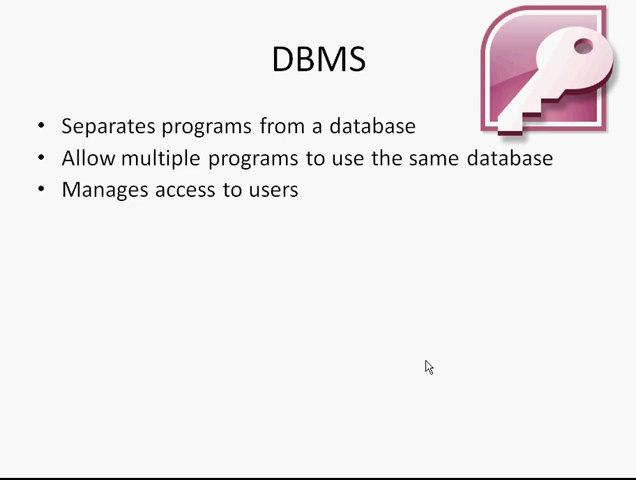 DBMS
• Separates programs from a database
• Allow multiple programs to use the same database
• Manages access to users